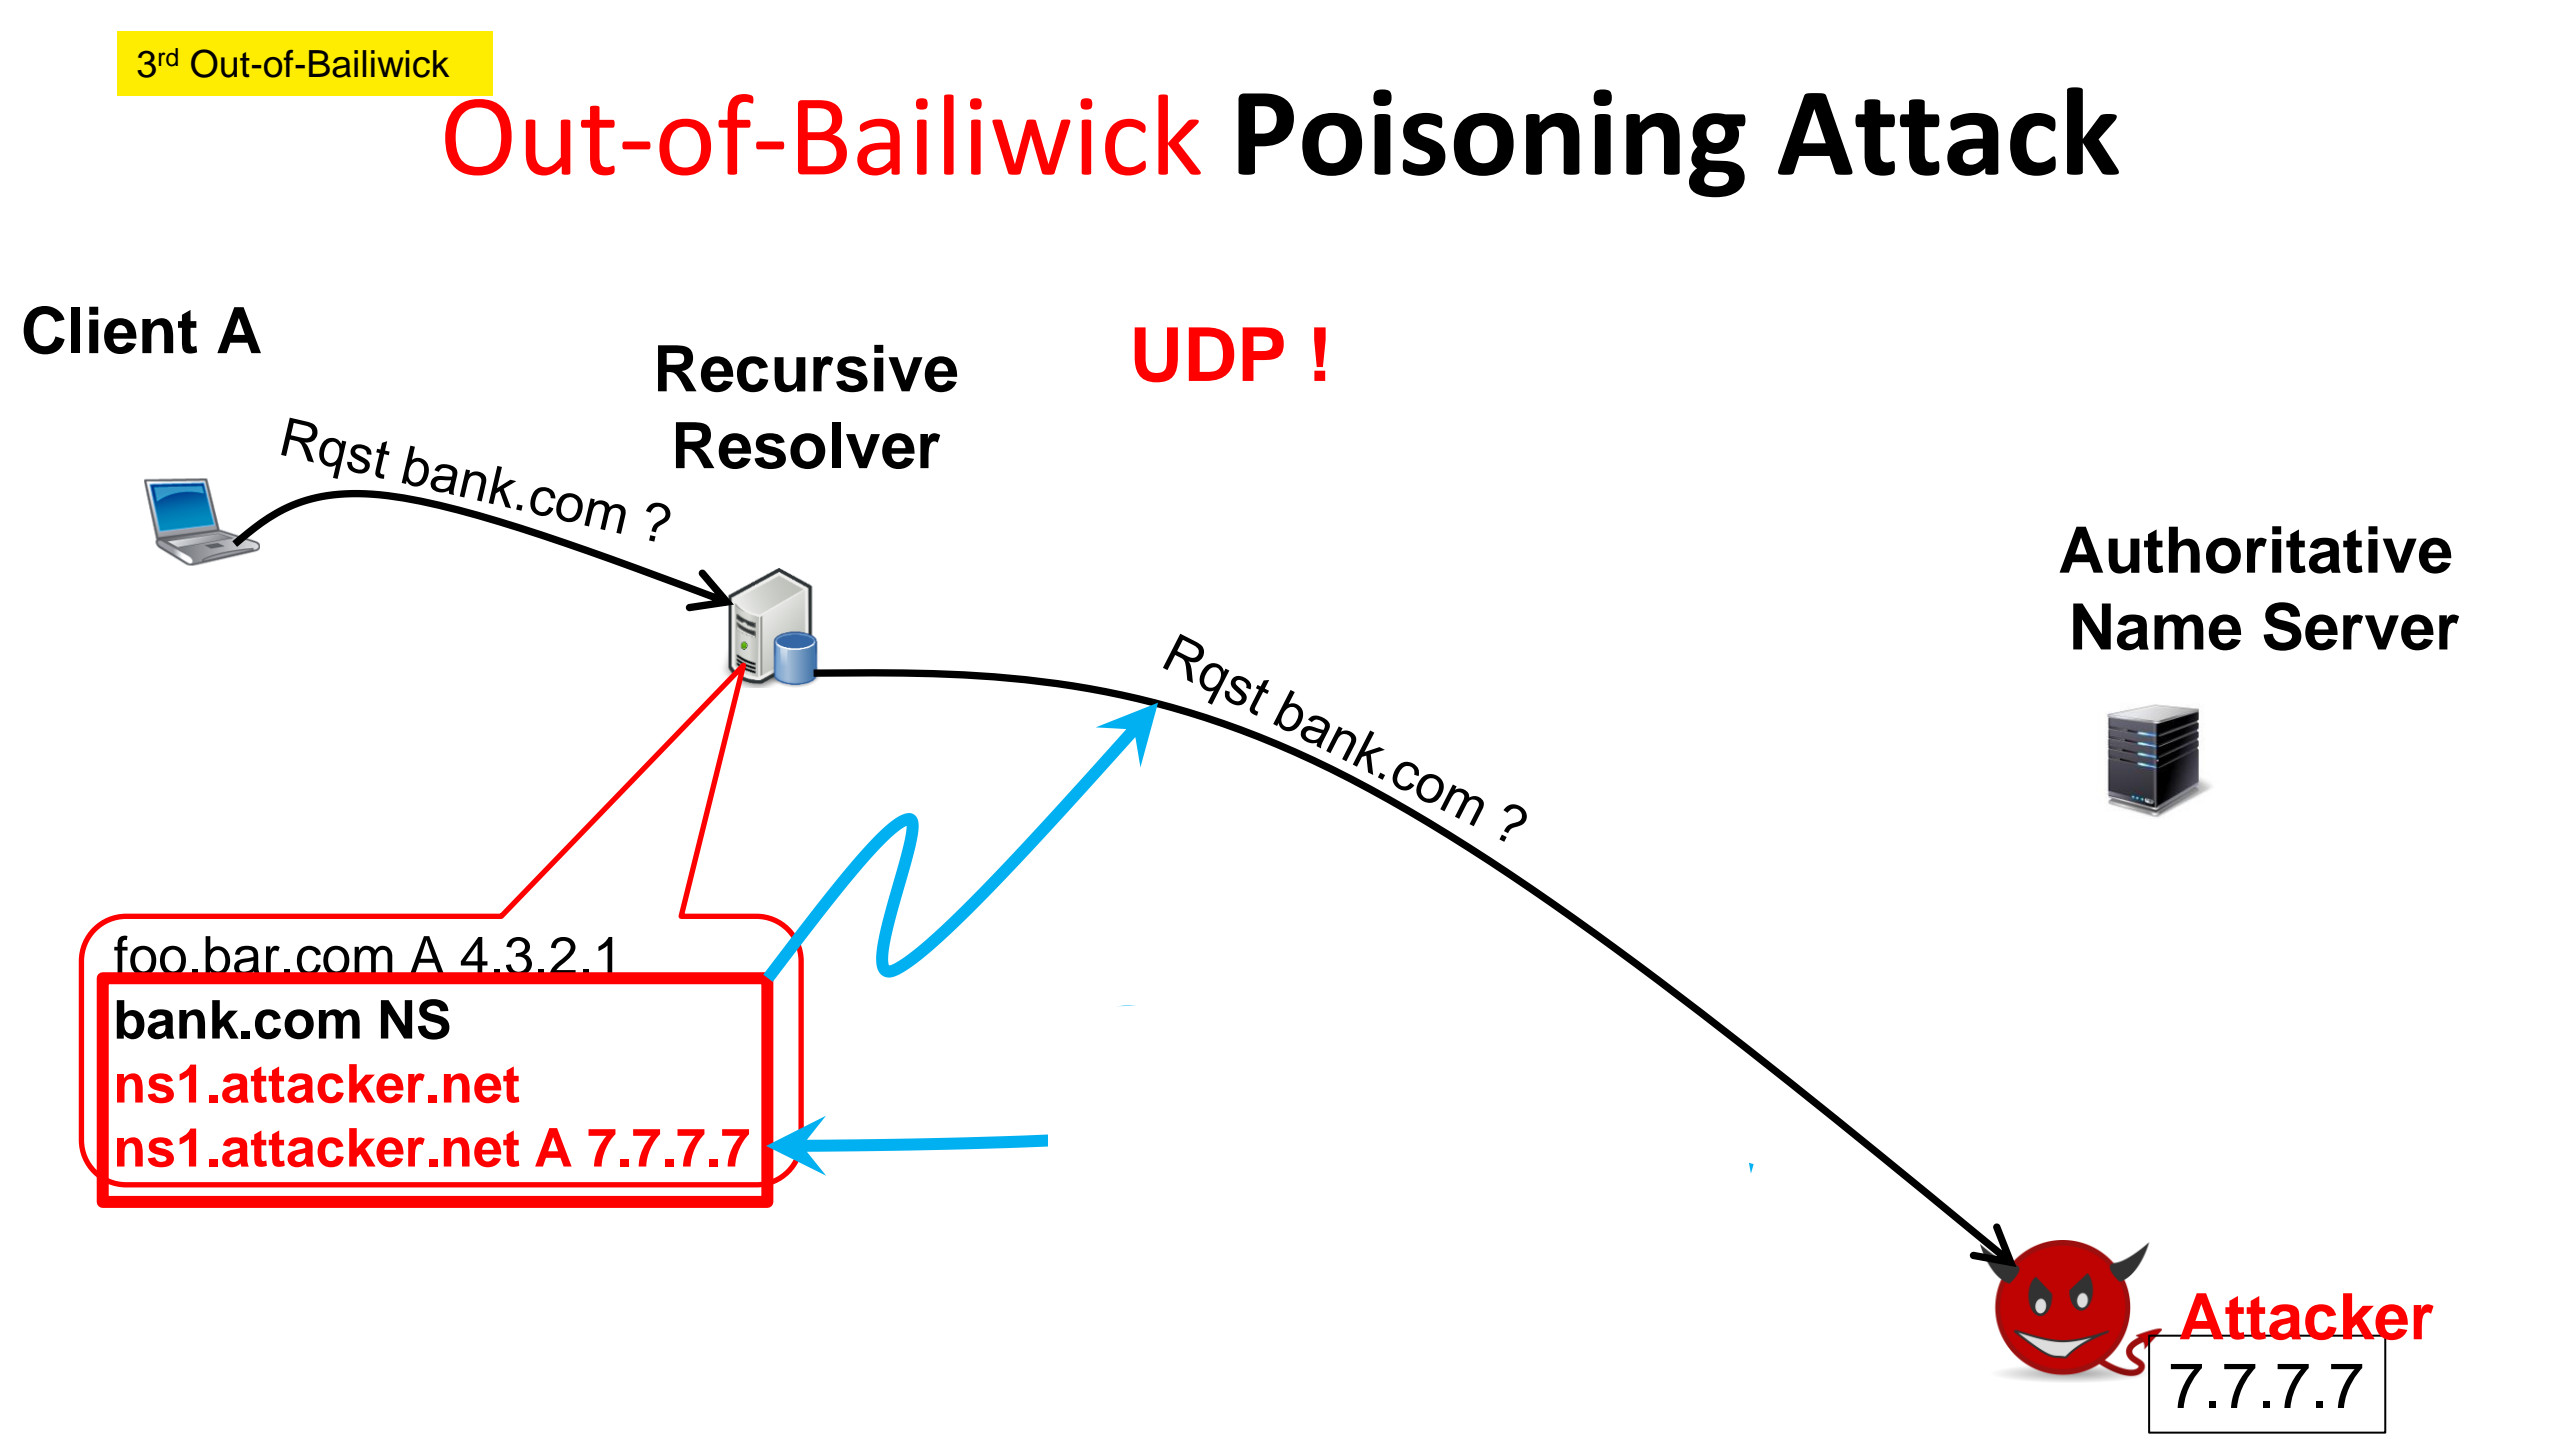 3rd Out-of-Bailiwick
Out-of-Bailiwick Poisoning Attack
Client A
Recursive
Resolver
UDP !
Rqst bank.com ?
Authoritative
Name Server
Rqst bank.com ?
foo.bar.com A 4.3.2.1
bank.com NS
ns1.attacker.net
ns1.attacker.net A 7.7.7.7
Attacker
7.7.7.7